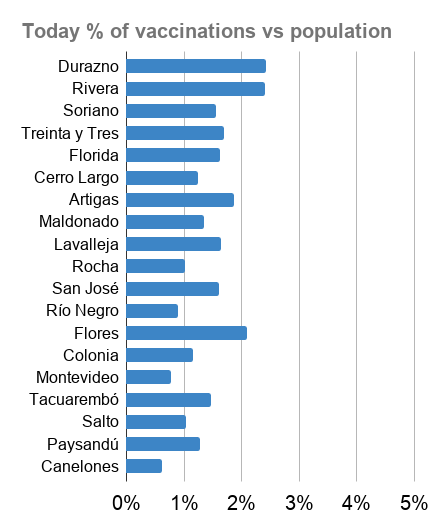 Today % of vaccinations vs population
Durazno
Rivera
Soriano
Treinta y Tres
Florida
Cerro Largo
Artigas
Maldonado
Lavalleja
Rocha
San José
Río Negro
Flores
Colonia
Montevideo
Tacuarembó
Salto
Paysandú
Canelones
0% 1% 2% 3% 4% 5%